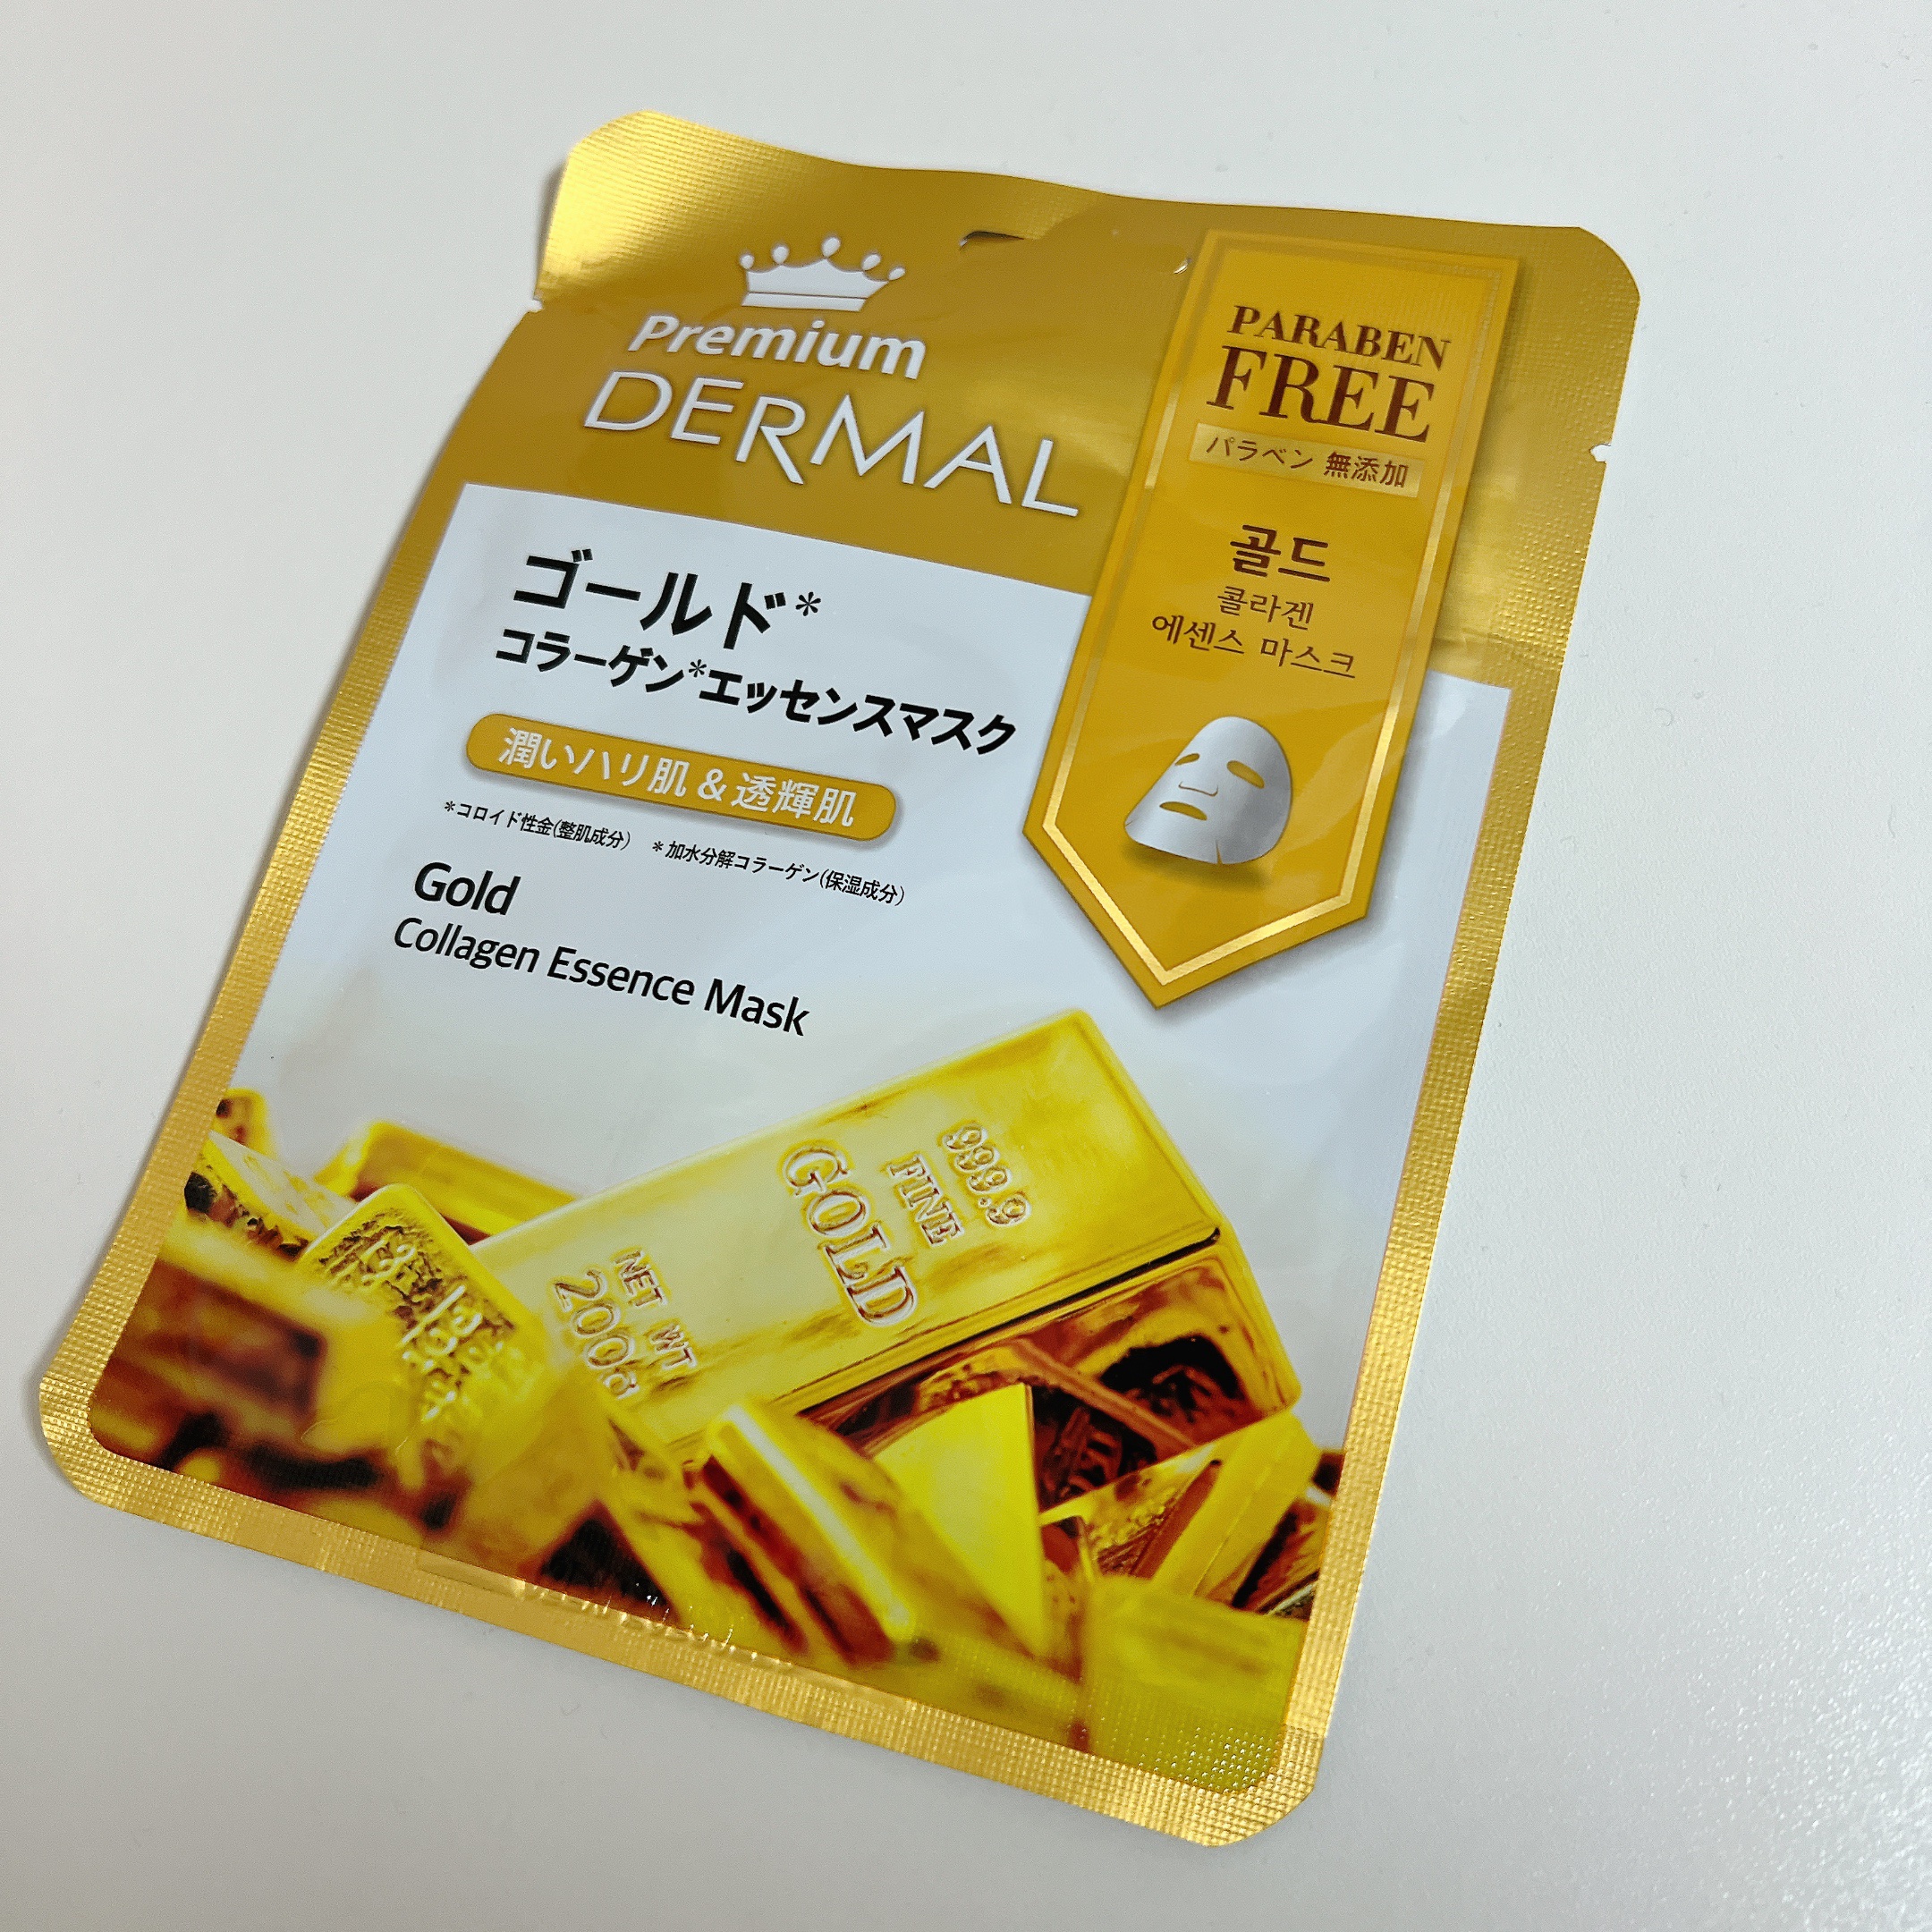 Premium
DERMAL
PARABEN
FREE
パラベン 無添加
골드
콜라겐
에센스 마스크
ゴールド*
コラーゲン*エッセンスマスク
潤いハリ肌 & 透輝肌
*コロイド性金(整肌成分) *加水分解コラーゲン(保湿成分)
Gold
Collagen Essence Mask
999.9
FINE
GOLD
NET WT
200g